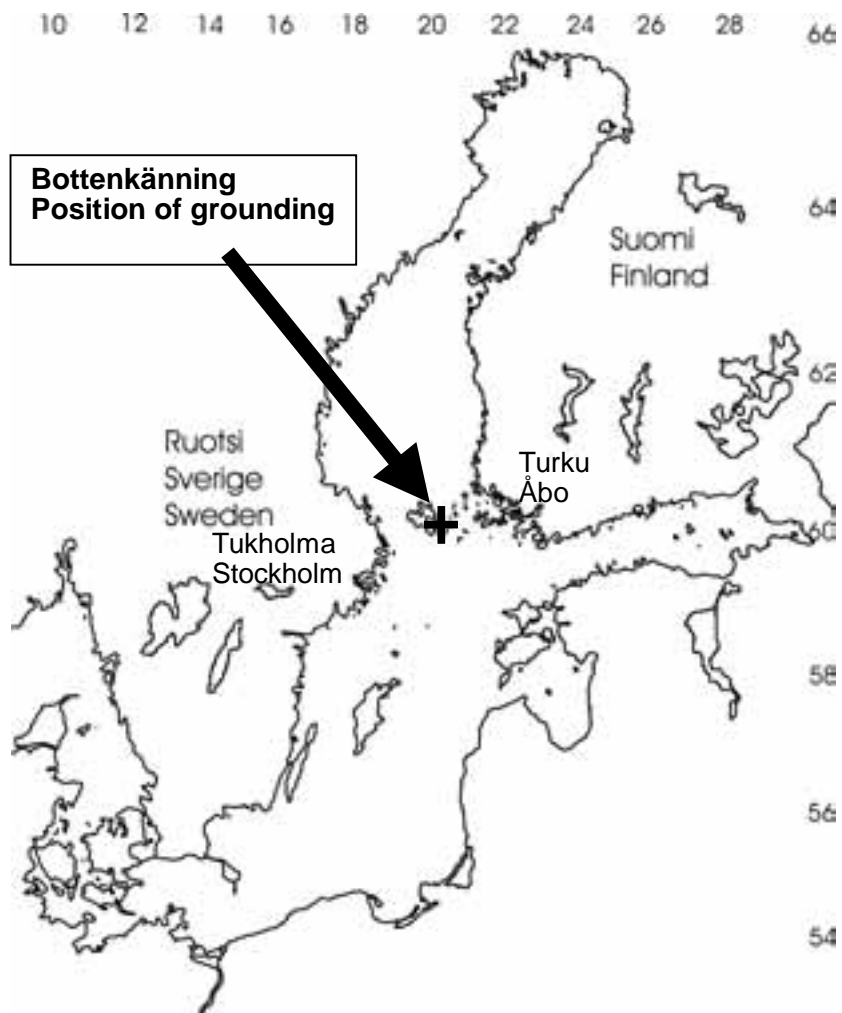 10 12 14 16 18 20 22 24 26 28
66
Bottenkänning
Position of grounding
64
Suomi
Finland
62
Ruotsi
Sverige
Sweden
Turku
Åbo
60
Tukholma
Stockholm
58
56
54